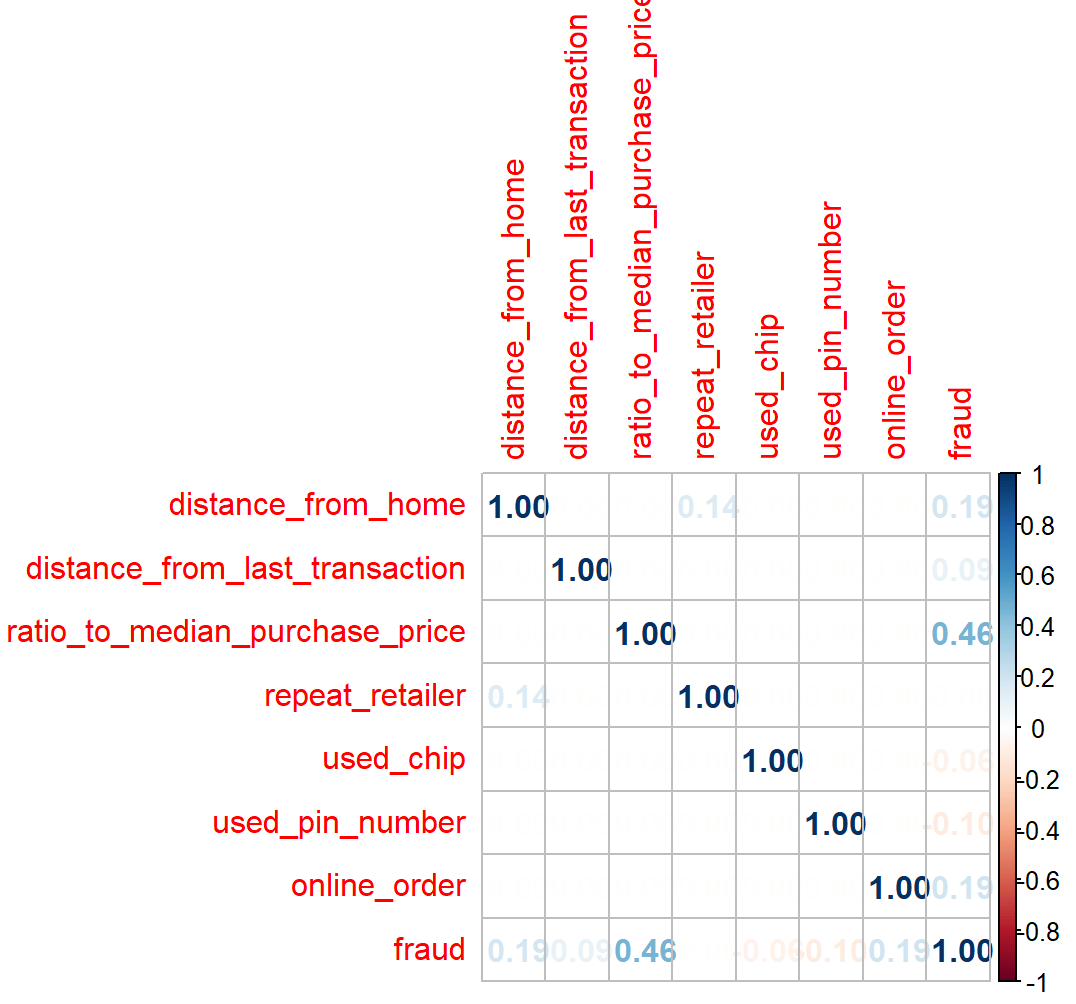 distance_from_home
distance_from_last_transaction
ratio_to_median_purchase_price
repeat_retailer
used_chip
used_pin_number
online_order
fraud
distance_from_home 1.00 0.14 0.19
distance_from_last_transaction 1.00 0.09
ratio_to_median_purchase_price 1.00 0.46
repeat_retailer 0.14 1.00
used_chip 1.00 -0.06
used_pin_number 1.00 -0.10
online_order 1.00 0.19
fraud 0.19 0.09 0.46 -0.06 -0.10 0.19 1.00
1
0.8
0.6
0.4
0.2
0
-0.2
-0.4
-0.6
-0.8
-1